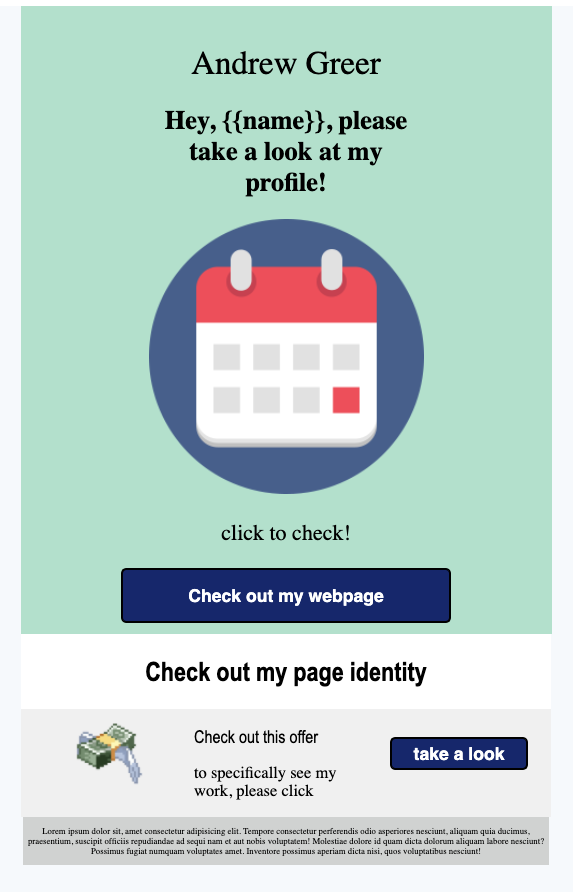 Andrew Greer
Hey, {{name}}, please
take a look at my
profile!
click to check!
Check out my webpage
Check out my page identity
Check out this offer
to specifically see my
work, please click
take a look
Lorem ipsum dolor sit, amet consectetur adipisicing elit. Tempore consectetur perferendis odio asperiores nesciunt, aliquam quia ducimus,
praesentium, suscipit officiis repudiandae ad sequi nam et aut nobis voluptatem! Molestiae dolore id quam dicta dolorum aliquam labore nesciunt?
Possimus fugiat numquam voluptates amet. Inventore possimus aperiam dicta nisi, quos voluptatibus nesciunt!